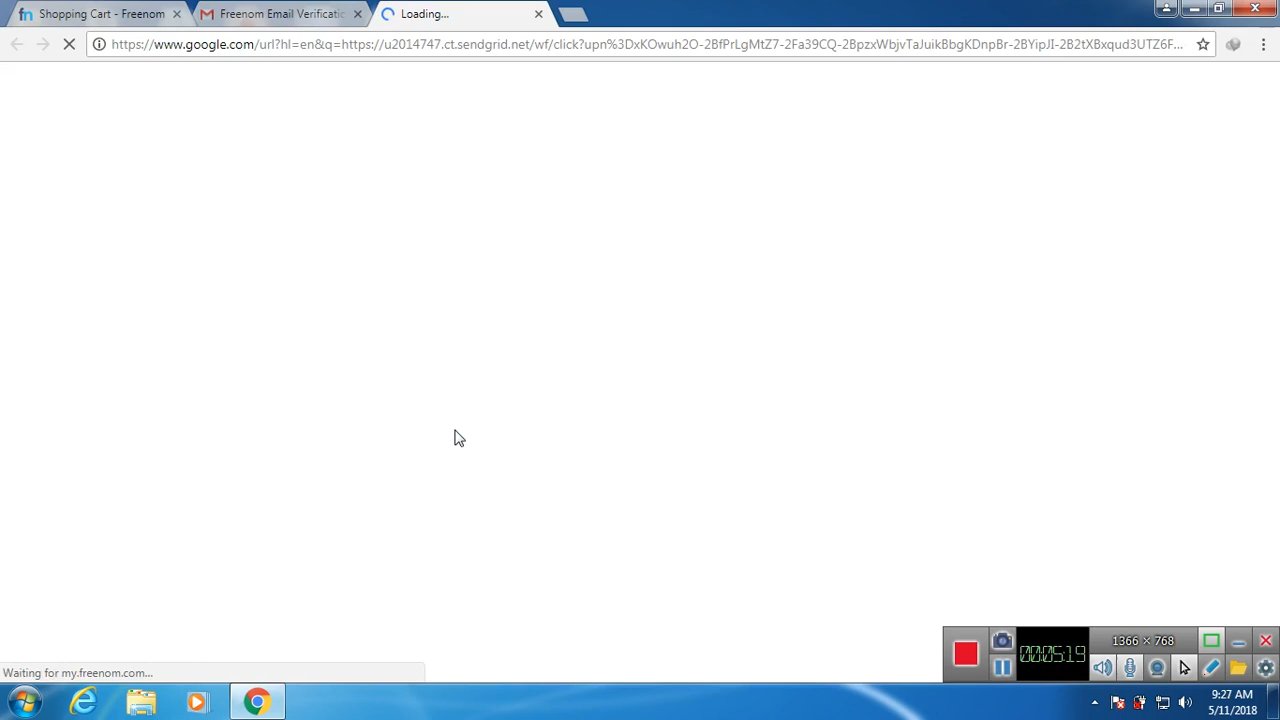 fn Shopping Cart - Freenom
Freenom Email Verificatic
Loading...
https://www.google.com/url?hl=en&q=https://u2014747.ct.sendgrid.net/wf/click?upn%3DxKOwuh2O-2BfPrLgMtZ7-2Fa39CQ-2BpzxWbjvTaJuikBbgKDnpBr-2BYipJI-2B2tXBxqud3UTZ6F...
1366 × 768
00:05:19
Waiting for my.freenom.com...
9:27 AM
5/11/2018